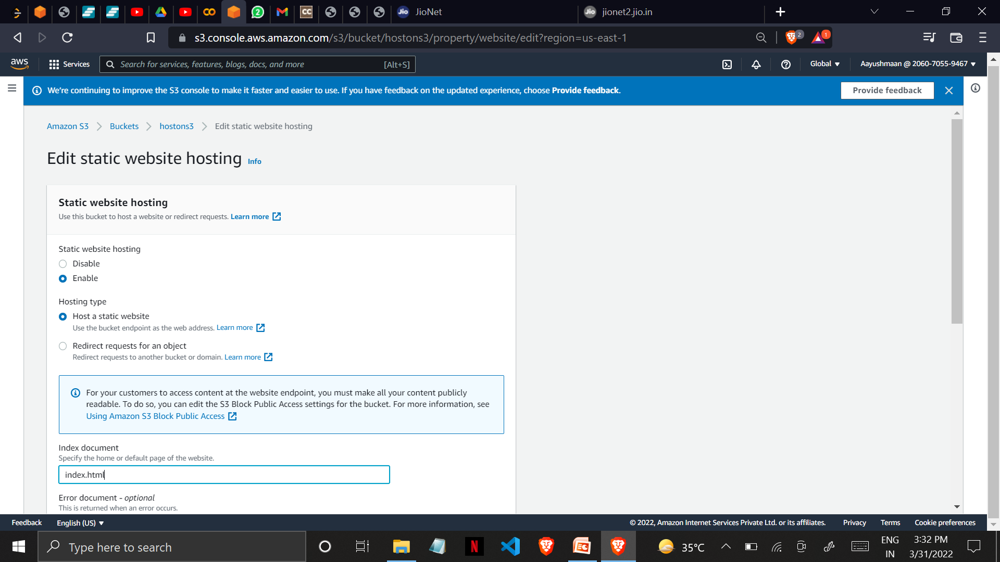 Jio JioNet
Jio jionet2.jio.in
2
CC
s3.console.aws.amazon.com/s3/bucket/hostons3/property/website/edit?region=us-east-1
2
1
aws
Services
Search for services, features, blogs, docs, and more [Alt+S]
Global
Aayushmaan @ 2060-7055-9467
We're continuing to improve the S3 console to make it faster and easier to use. If you have feedback on the updated experience, choose Provide feedback.
Provide feedback
Amazon S3 Buckets hostons3 Edit static website hosting
Edit static website hosting Info
Static website hosting
Use this bucket to host a website or redirect requests. Learn more
Static website hosting
Disable
Enable
Hosting type
Host a static website
Use the bucket endpoint as the web address. Learn more
Redirect requests for an object
Redirect requests to another bucket or domain. Learn more
For your customers to access content at the website endpoint, you must make all your content publicly
readable. To do so, you can edit the S3 Block Public Access settings for the bucket. For more information, see
Using Amazon S3 Block Public Access
Index document
Specify the home or default page of the website.
index.html
Error document - optional
This is returned when an error occurs.
Feedback English (US)
© 2022, Amazon Internet Services Private Ltd. or its affiliates. Privacy Terms Cookie preferences
Type here to search
N
35°C
ENG
IN
3:32 PM
3/31/2022